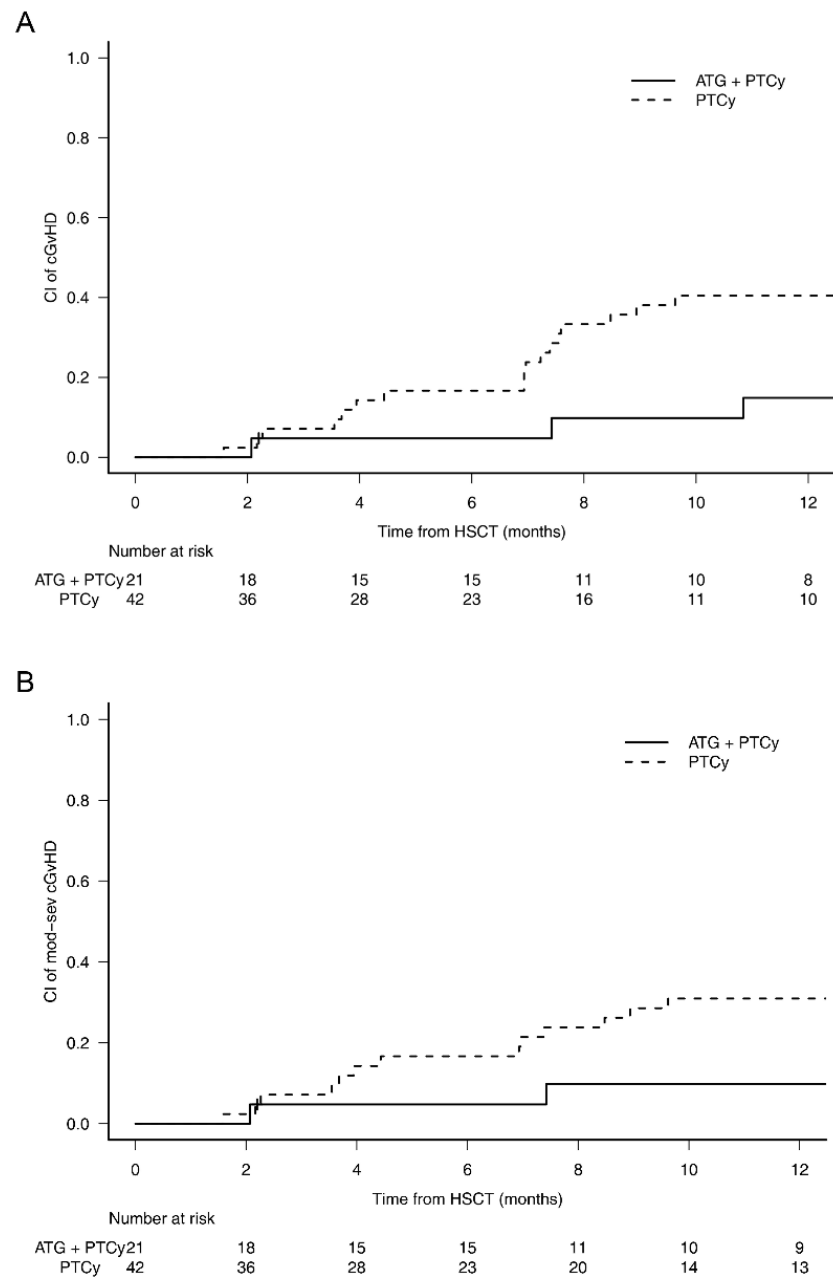 A
1.0
ATG + PTCy
PTCy
0.8
0.6
CI of cGvHD
0.4
0.2
0.0
0 2 4 6 8 10 12
Time from HSCT (months)
Number at risk
ATG + PTCy 21 18 15 15 11 10 8
PTCy 42 36 28 23 16 11 10
B
1.0
ATG + PTCy
PTCy
0.8
0.6
CI of mod-sev cGvHD
0.4
0.2
0.0
0 2 4 6 8 10 12
Time from HSCT (months)
Number at risk
ATG + PTCy 21 18 15 15 11 10 9
PTCy 42 36 28 23 20 14 13